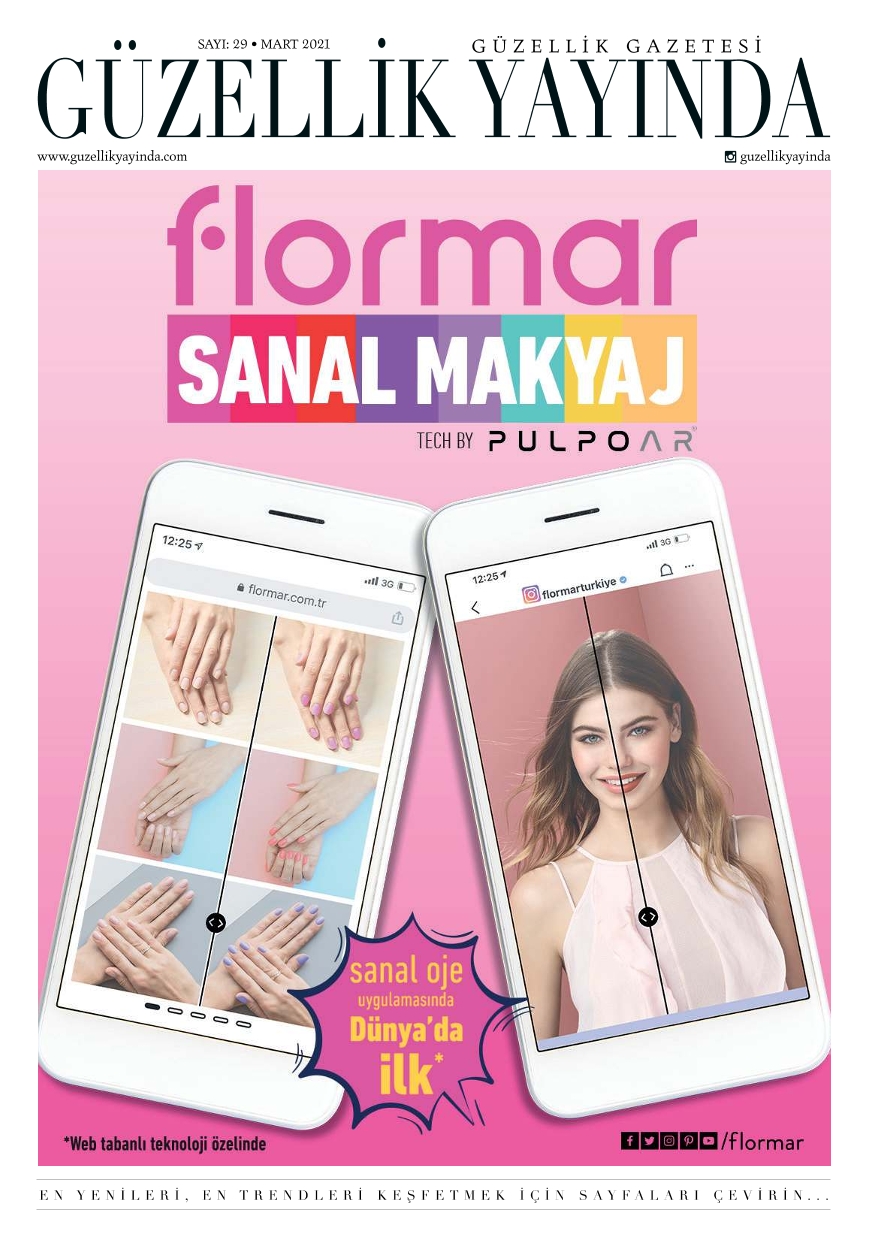 SAYI: 29 • MART 2021
GÜZELLİK GAZETESİ
GÜZELLİK YAYINDA
www.guzellikyayinda.com
guzellikyayinda
flormar
SANAL MAKYAJ
TECH BY PULPOAR®
12:25
3G
flormar.com.tr
12:25
3G
flormarturkiye
sanal oje
uygulamasında
Dünya'da
ilk*
*Web tabanlı teknoloji özelinde
/flormar
EN YENİLERİ, EN TRENDLERİ KEŞFETMEK İÇİN SAYFALARI ÇEVİRİN...